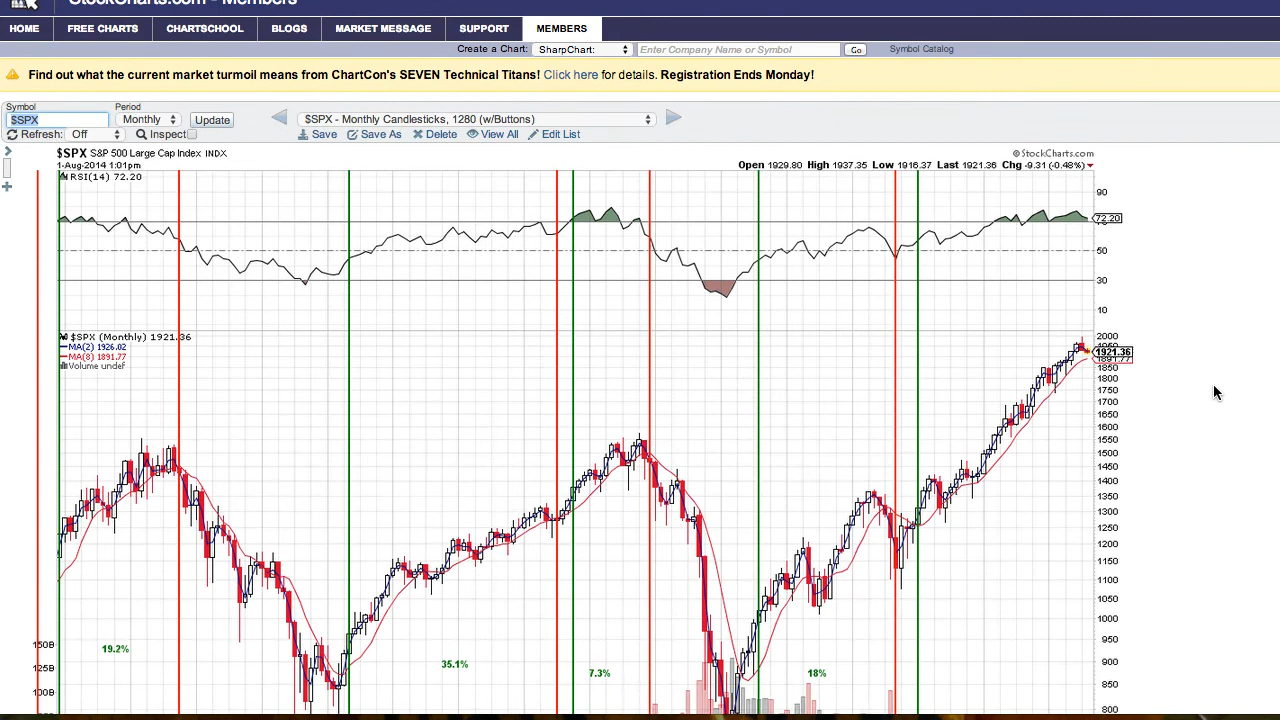 StockCharts.com - Members
HOME FREE CHARTS CHARTSCHOOL BLOGS MARKET MESSAGE SUPPORT MEMBERS
Create a Chart: SharpChart: Enter Company Name or Symbol Go Symbol Catalog
Find out what the current market turmoil means from ChartCon's SEVEN Technical Titans! Click here for details. Registration Ends Monday!
Symbol Period
$SPX Monthly Update $SPX - Monthly Candlesticks, 1280 (w/Buttons)
Refresh: Off Inspect Save Save As Delete View All Edit List
$SPX S&P 500 Large Cap Index INDX © StockCharts.com
1-Aug-2014 1:01pm Open 1929.80 High 1937.35 Low 1916.37 Last 1921.36 Chg -9.31 (-0.48%)
RSI(14) 72.20
90
72.20
50
30
10
$SPX (Monthly) 1921.36
MA(2) 1926.02
MA(8) 1891.77
Volume undef
2000
1921.36
1891.77
1850
1800
1750
1700
1650
1600
1550
1500
1450
1400
1350
1300
1250
1200
1150
1100
1050
1000
950
900
850
800
150B
125B
100B
19.2% 35.1% 7.3% 18%